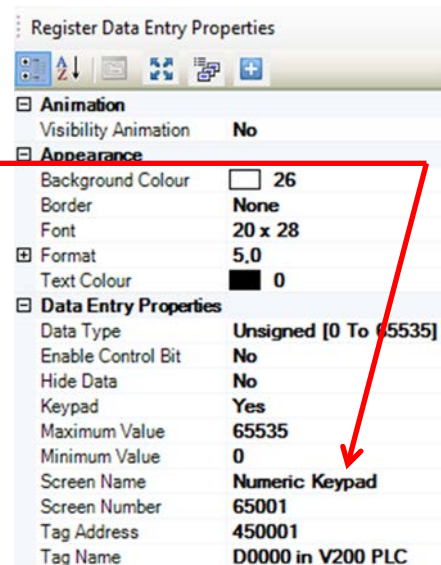 Register Data Entry Properties
Animation
Visibility Animation No
Appearance
Background Colour 26
Border None
Font 20 x 28
Format 5,0
Text Colour 0
Data Entry Properties
Data Type Unsigned [0 To 65535]
Enable Control Bit No
Hide Data No
Keypad Yes
Maximum Value 65535
Minimum Value 0
Screen Name Numeric Keypad
Screen Number 65001
Tag Address 450001
Tag Name D0000 in V200 PLC